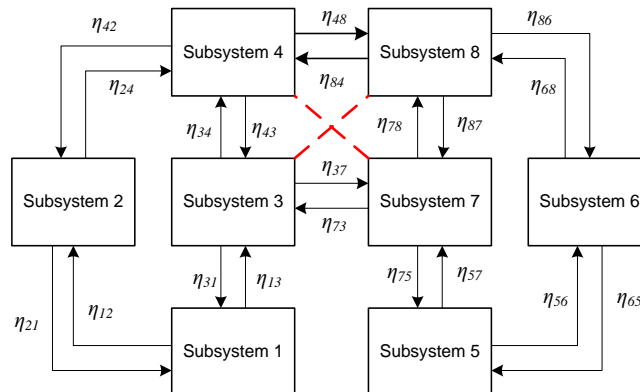 η42
η48
η86
Subsystem 4
Subsystem 8
η24
η84
η68
η34
η43
η78
η87
Subsystem 2
Subsystem 3
η37
Subsystem 7
Subsystem 6
η73
η31
η13
η75
η57
η21
η12
η56
η65
Subsystem 1
Subsystem 5